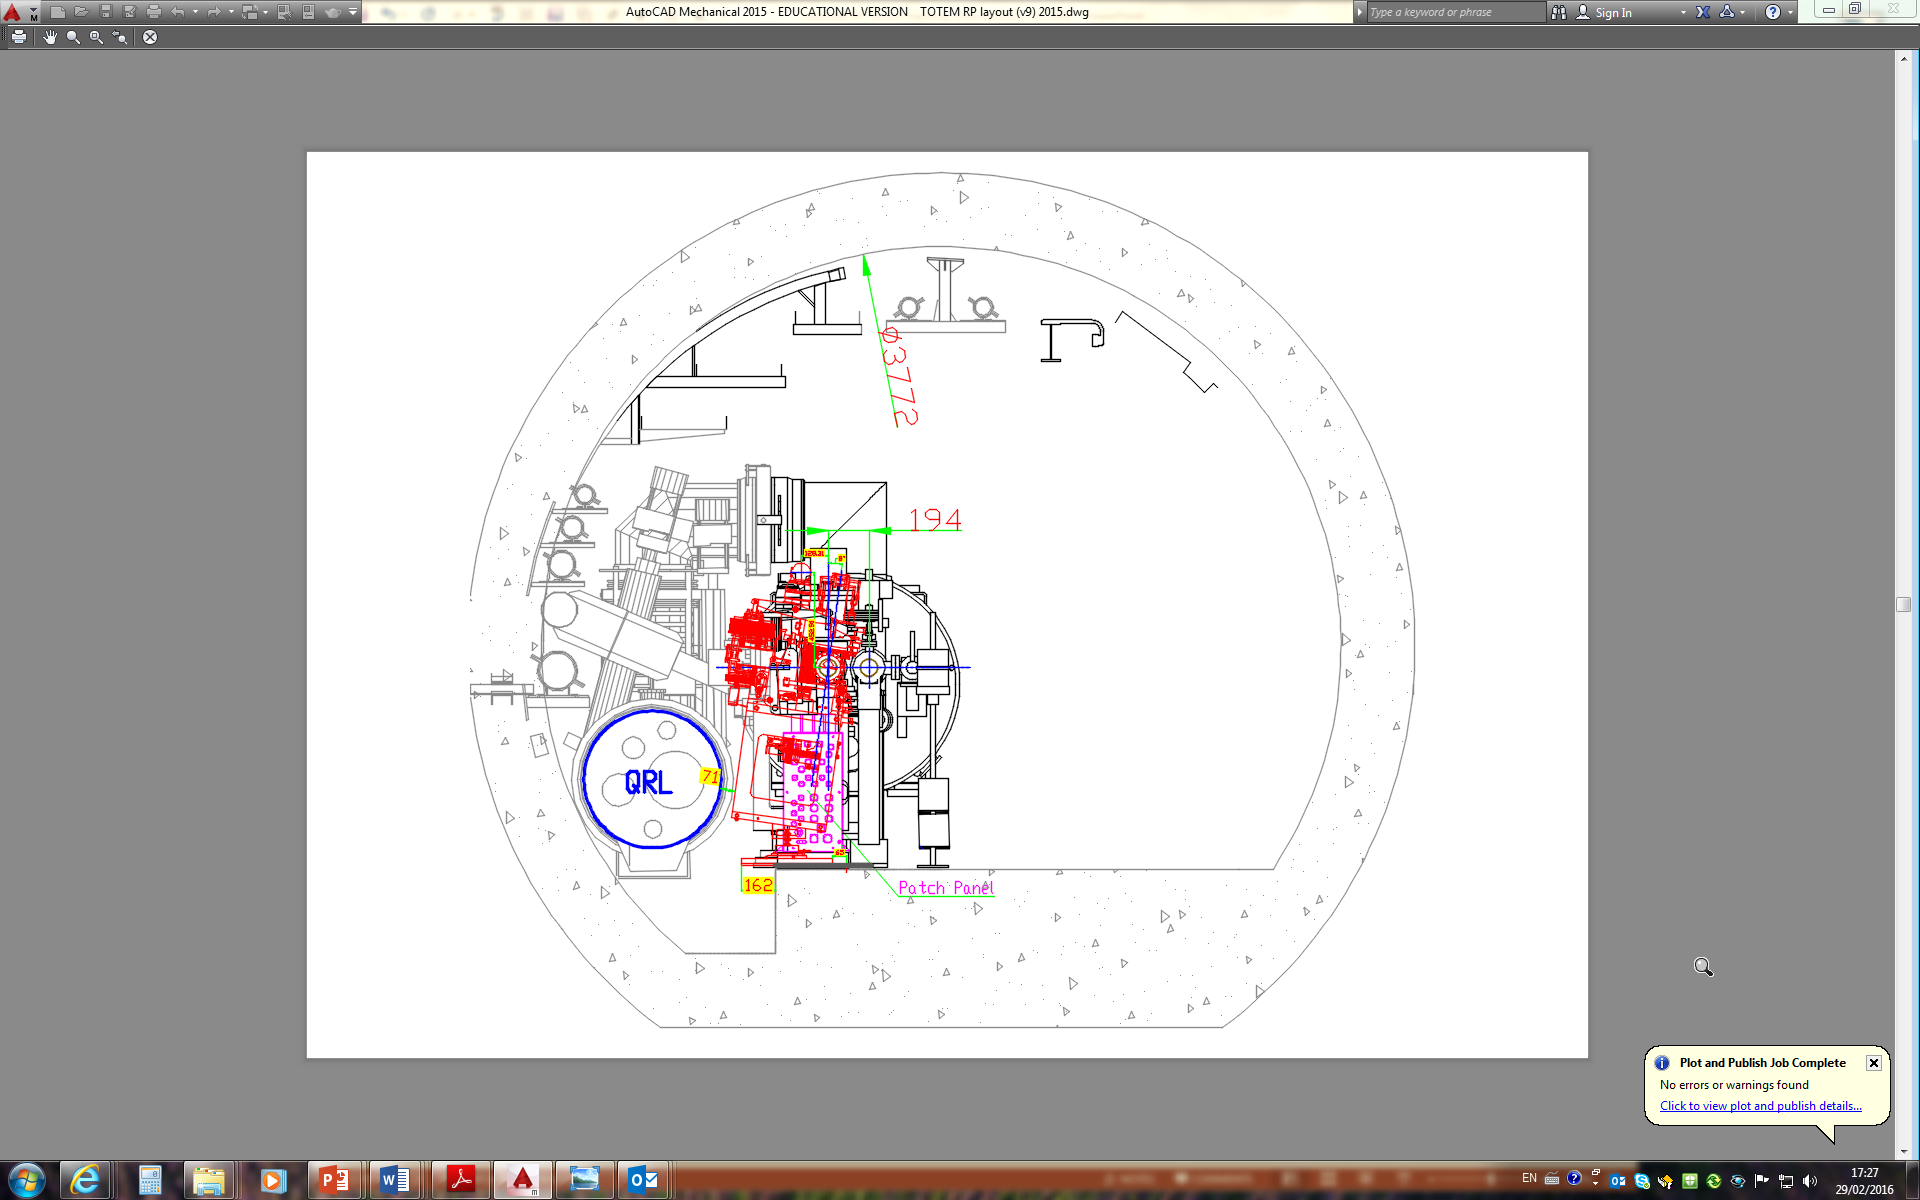 AutoCAD Mechanical 2015 - EDUCATIONAL VERSION TOTEM RP layout (v9) 2015.dwg
Type a keyword or phrase
Sign In
M
ϕ3772
194
QRL
71
162
65
Patch Panel
Plot and Publish Job Complete
No errors or warnings found
Click to view plot and publish details...
EN
17:27
29/02/2016